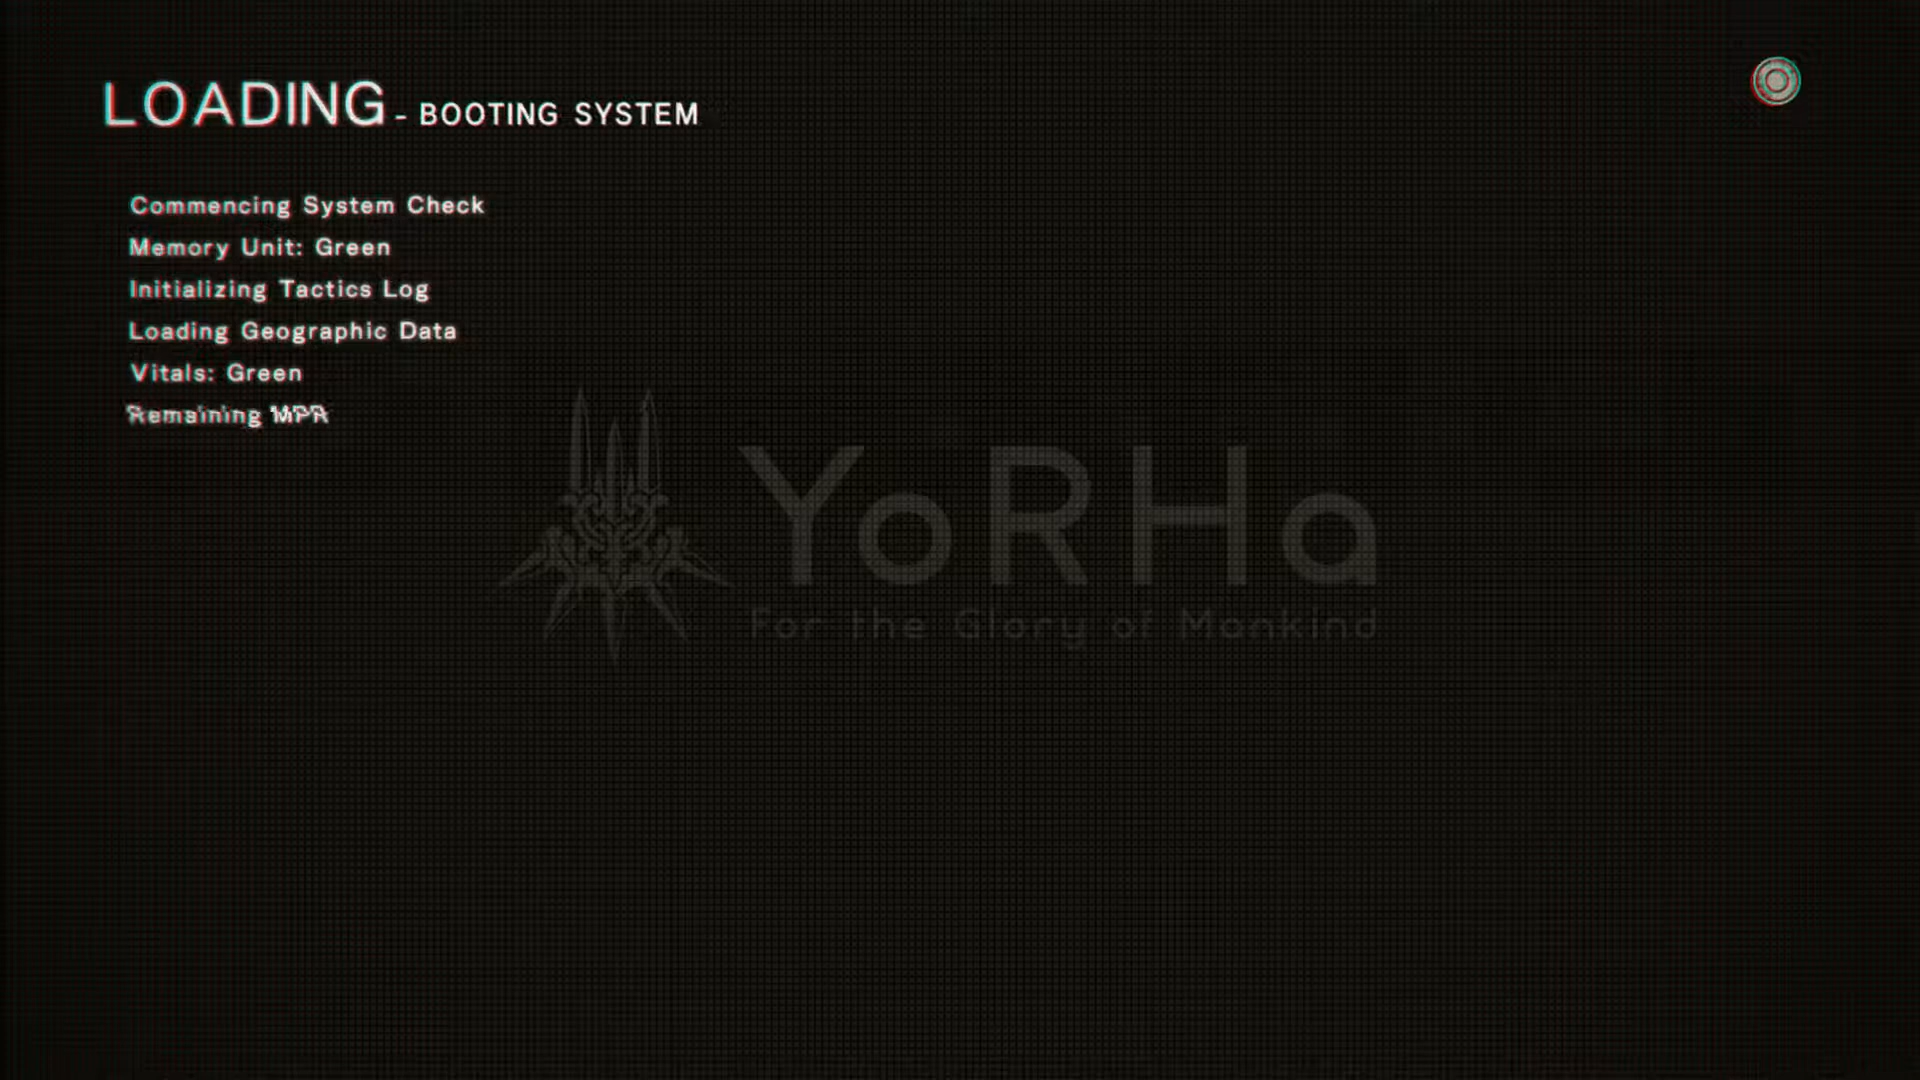 LOADING - BOOTING SYSTEM
Commencing System Check
Memory Unit: Green
Initializing Tactics Log
Loading Geographic Data
Vitals: Green
Remaining MPR
YoRHa
For the Glory of Mankind